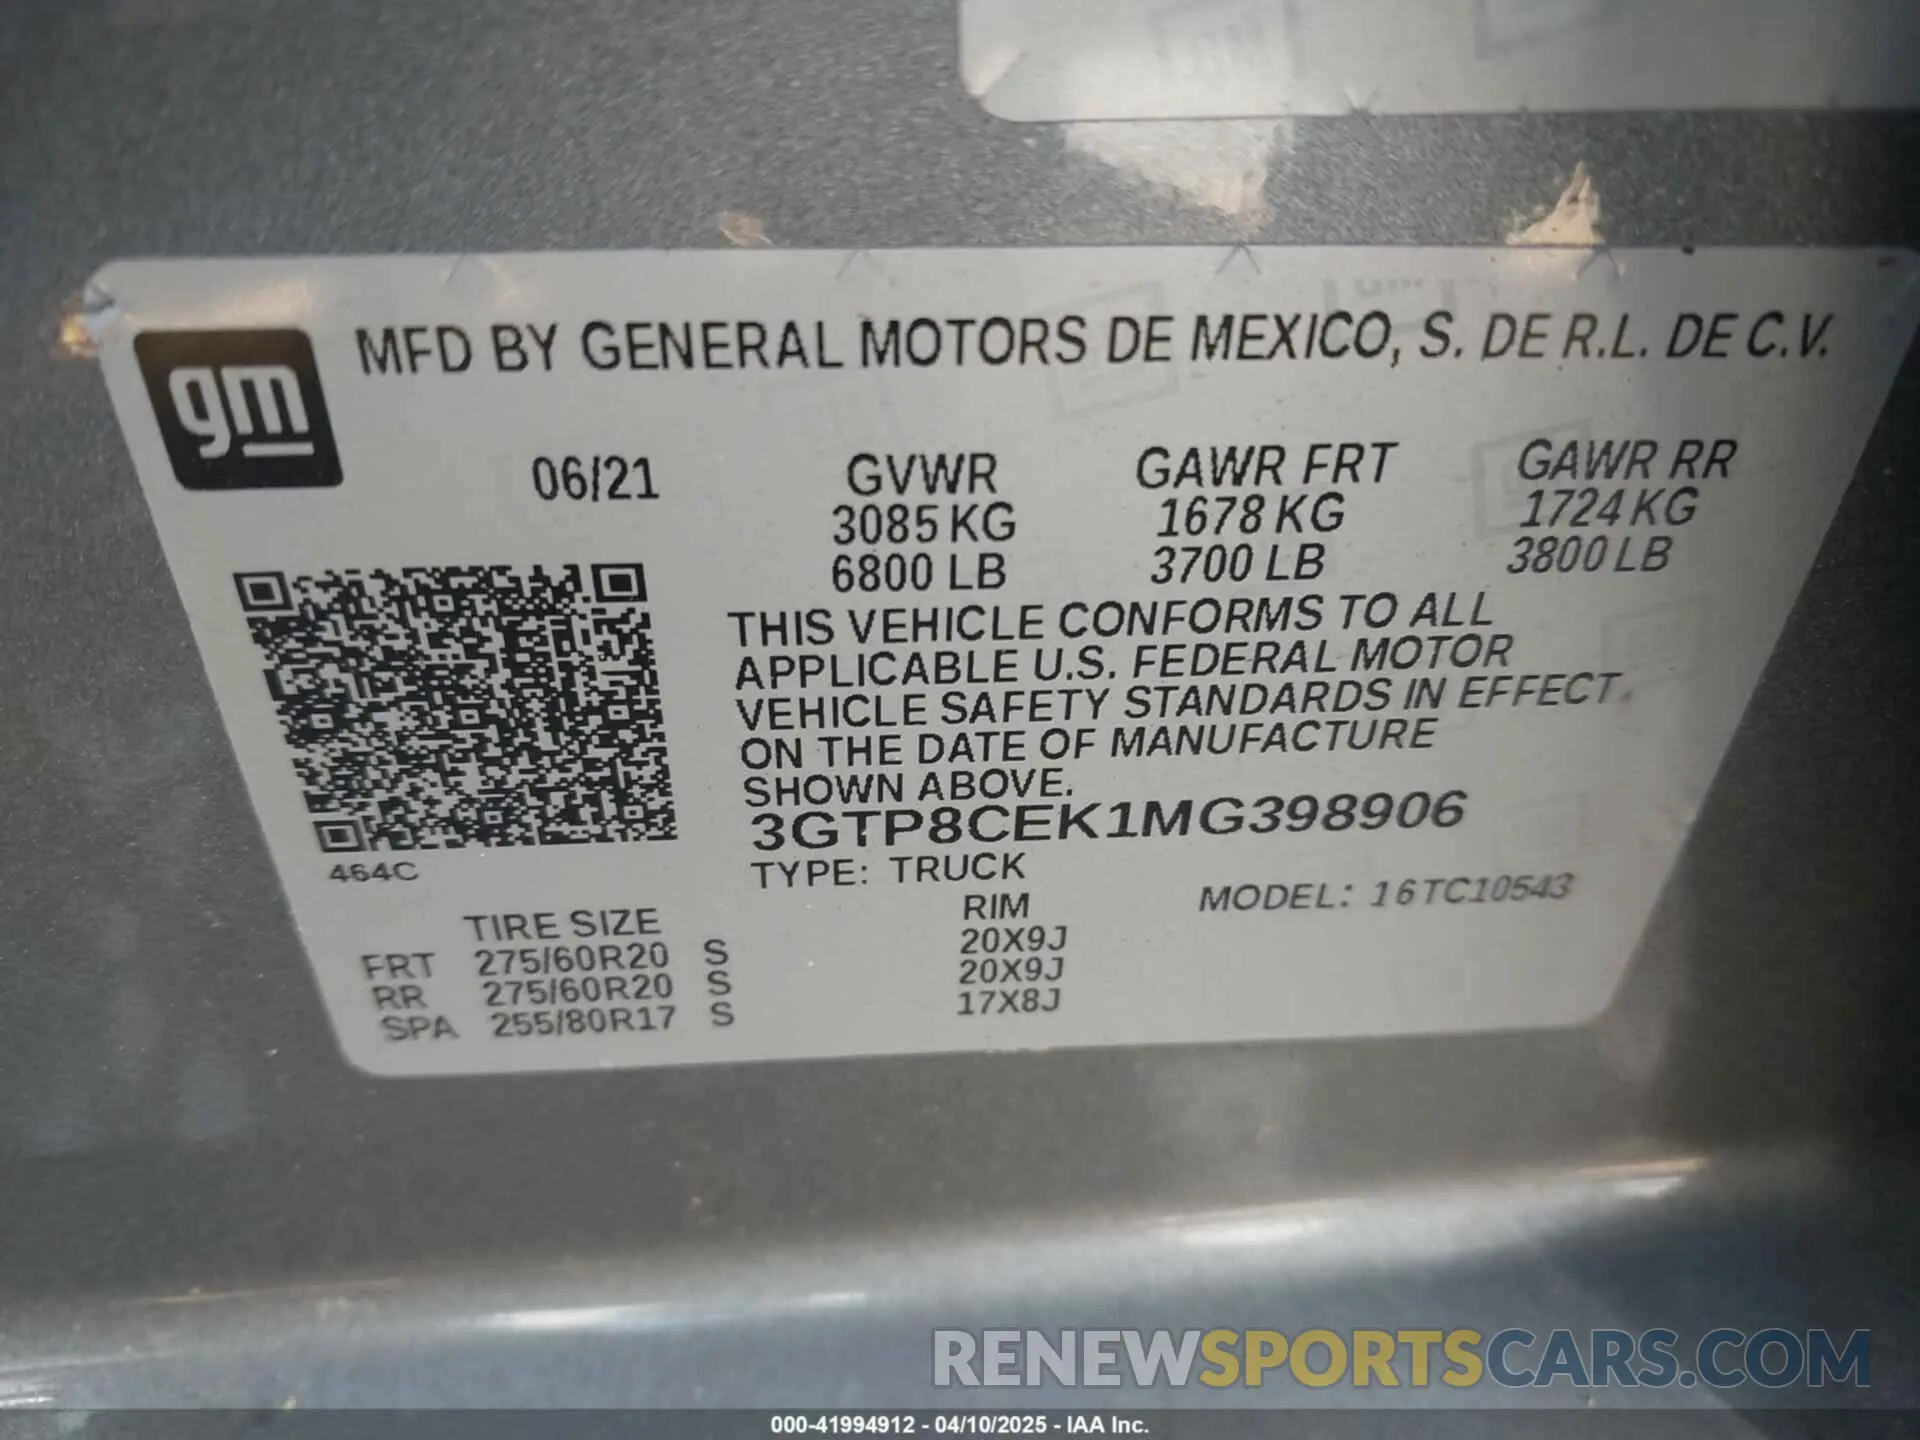 gm
MFD BY GENERAL MOTORS DE MEXICO, S. DE R.L. DE C.V.
06/21 GVWR GAWR FRT GAWR RR
3085 KG 1678 KG 1724 KG
6800 LB 3700 LB 3800 LB
THIS VEHICLE CONFORMS TO ALL
APPLICABLE U.S. FEDERAL MOTOR
VEHICLE SAFETY STANDARDS IN EFFECT
ON THE DATE OF MANUFACTURE
SHOWN ABOVE.
3GTP8CEK1MG398906
464C
TYPE: TRUCK MODEL: 16TC10543
TIRE SIZE RIM
FRT 275/60R20 S 20X9J
RR 275/60R20 S 20X9J
SPA 255/80R17 S 17X8J
RENEWSPORTSCARS.COM
000-41994912 - 04/10/2025 - IAA Inc.